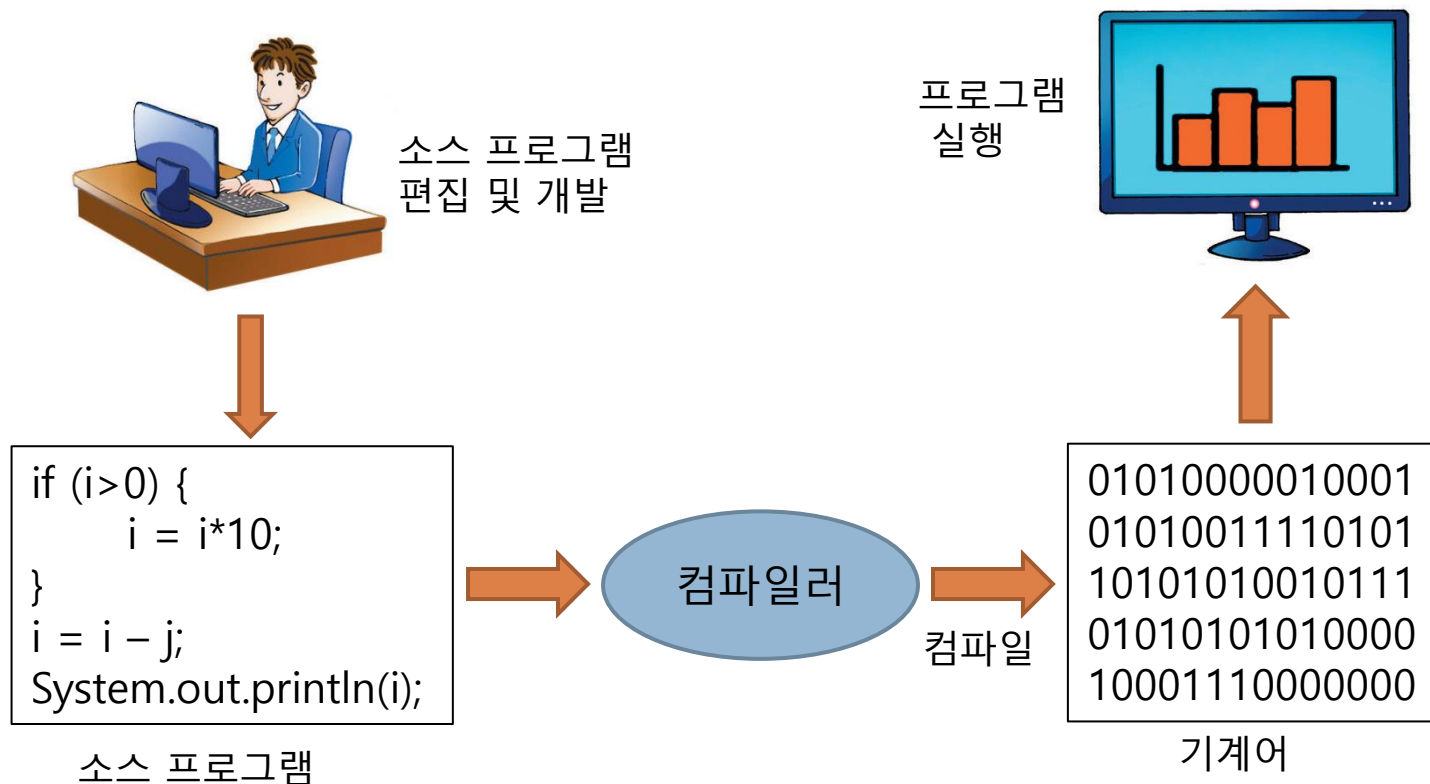 소스 프로그램
편집 및 개발
프로그램
실행
if (i>0) {
i = i*10;
}
i = i – j;
System.out.println(i);
소스 프로그램
컴파일러
컴파일
01010000010001
01010011110101
10101010010111
01010101010000
10001110000000
기계어